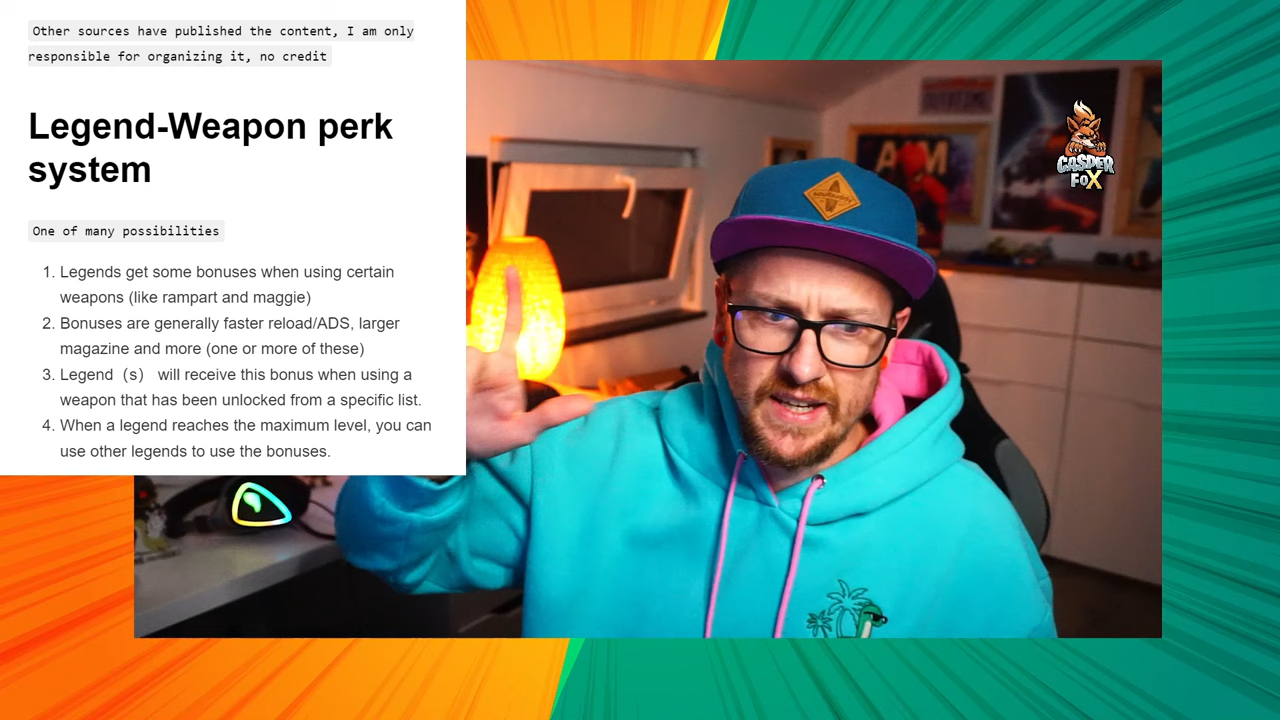 Other sources have published the content, I am only
responsible for organizing it, no credit
Legend-Weapon perk
system
One of many possibilities
1. Legends get some bonuses when using certain
weapons (like rampart and maggie)
2. Bonuses are generally faster reload/ADS, larger
magazine and more (one or more of these)
3. Legend (s) will receive this bonus when using a
weapon that has been unlocked from a specific list.
4. When a legend reaches the maximum level, you can
use other legends to use the bonuses.
CASPER
FOX